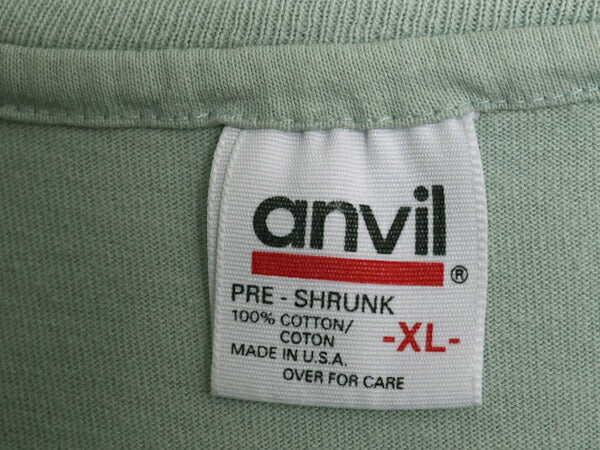 anvil
®
PRE - SHRUNK
100% COTTON/
COTON
-XL-
MADE IN U.S.A.
OVER FOR CARE